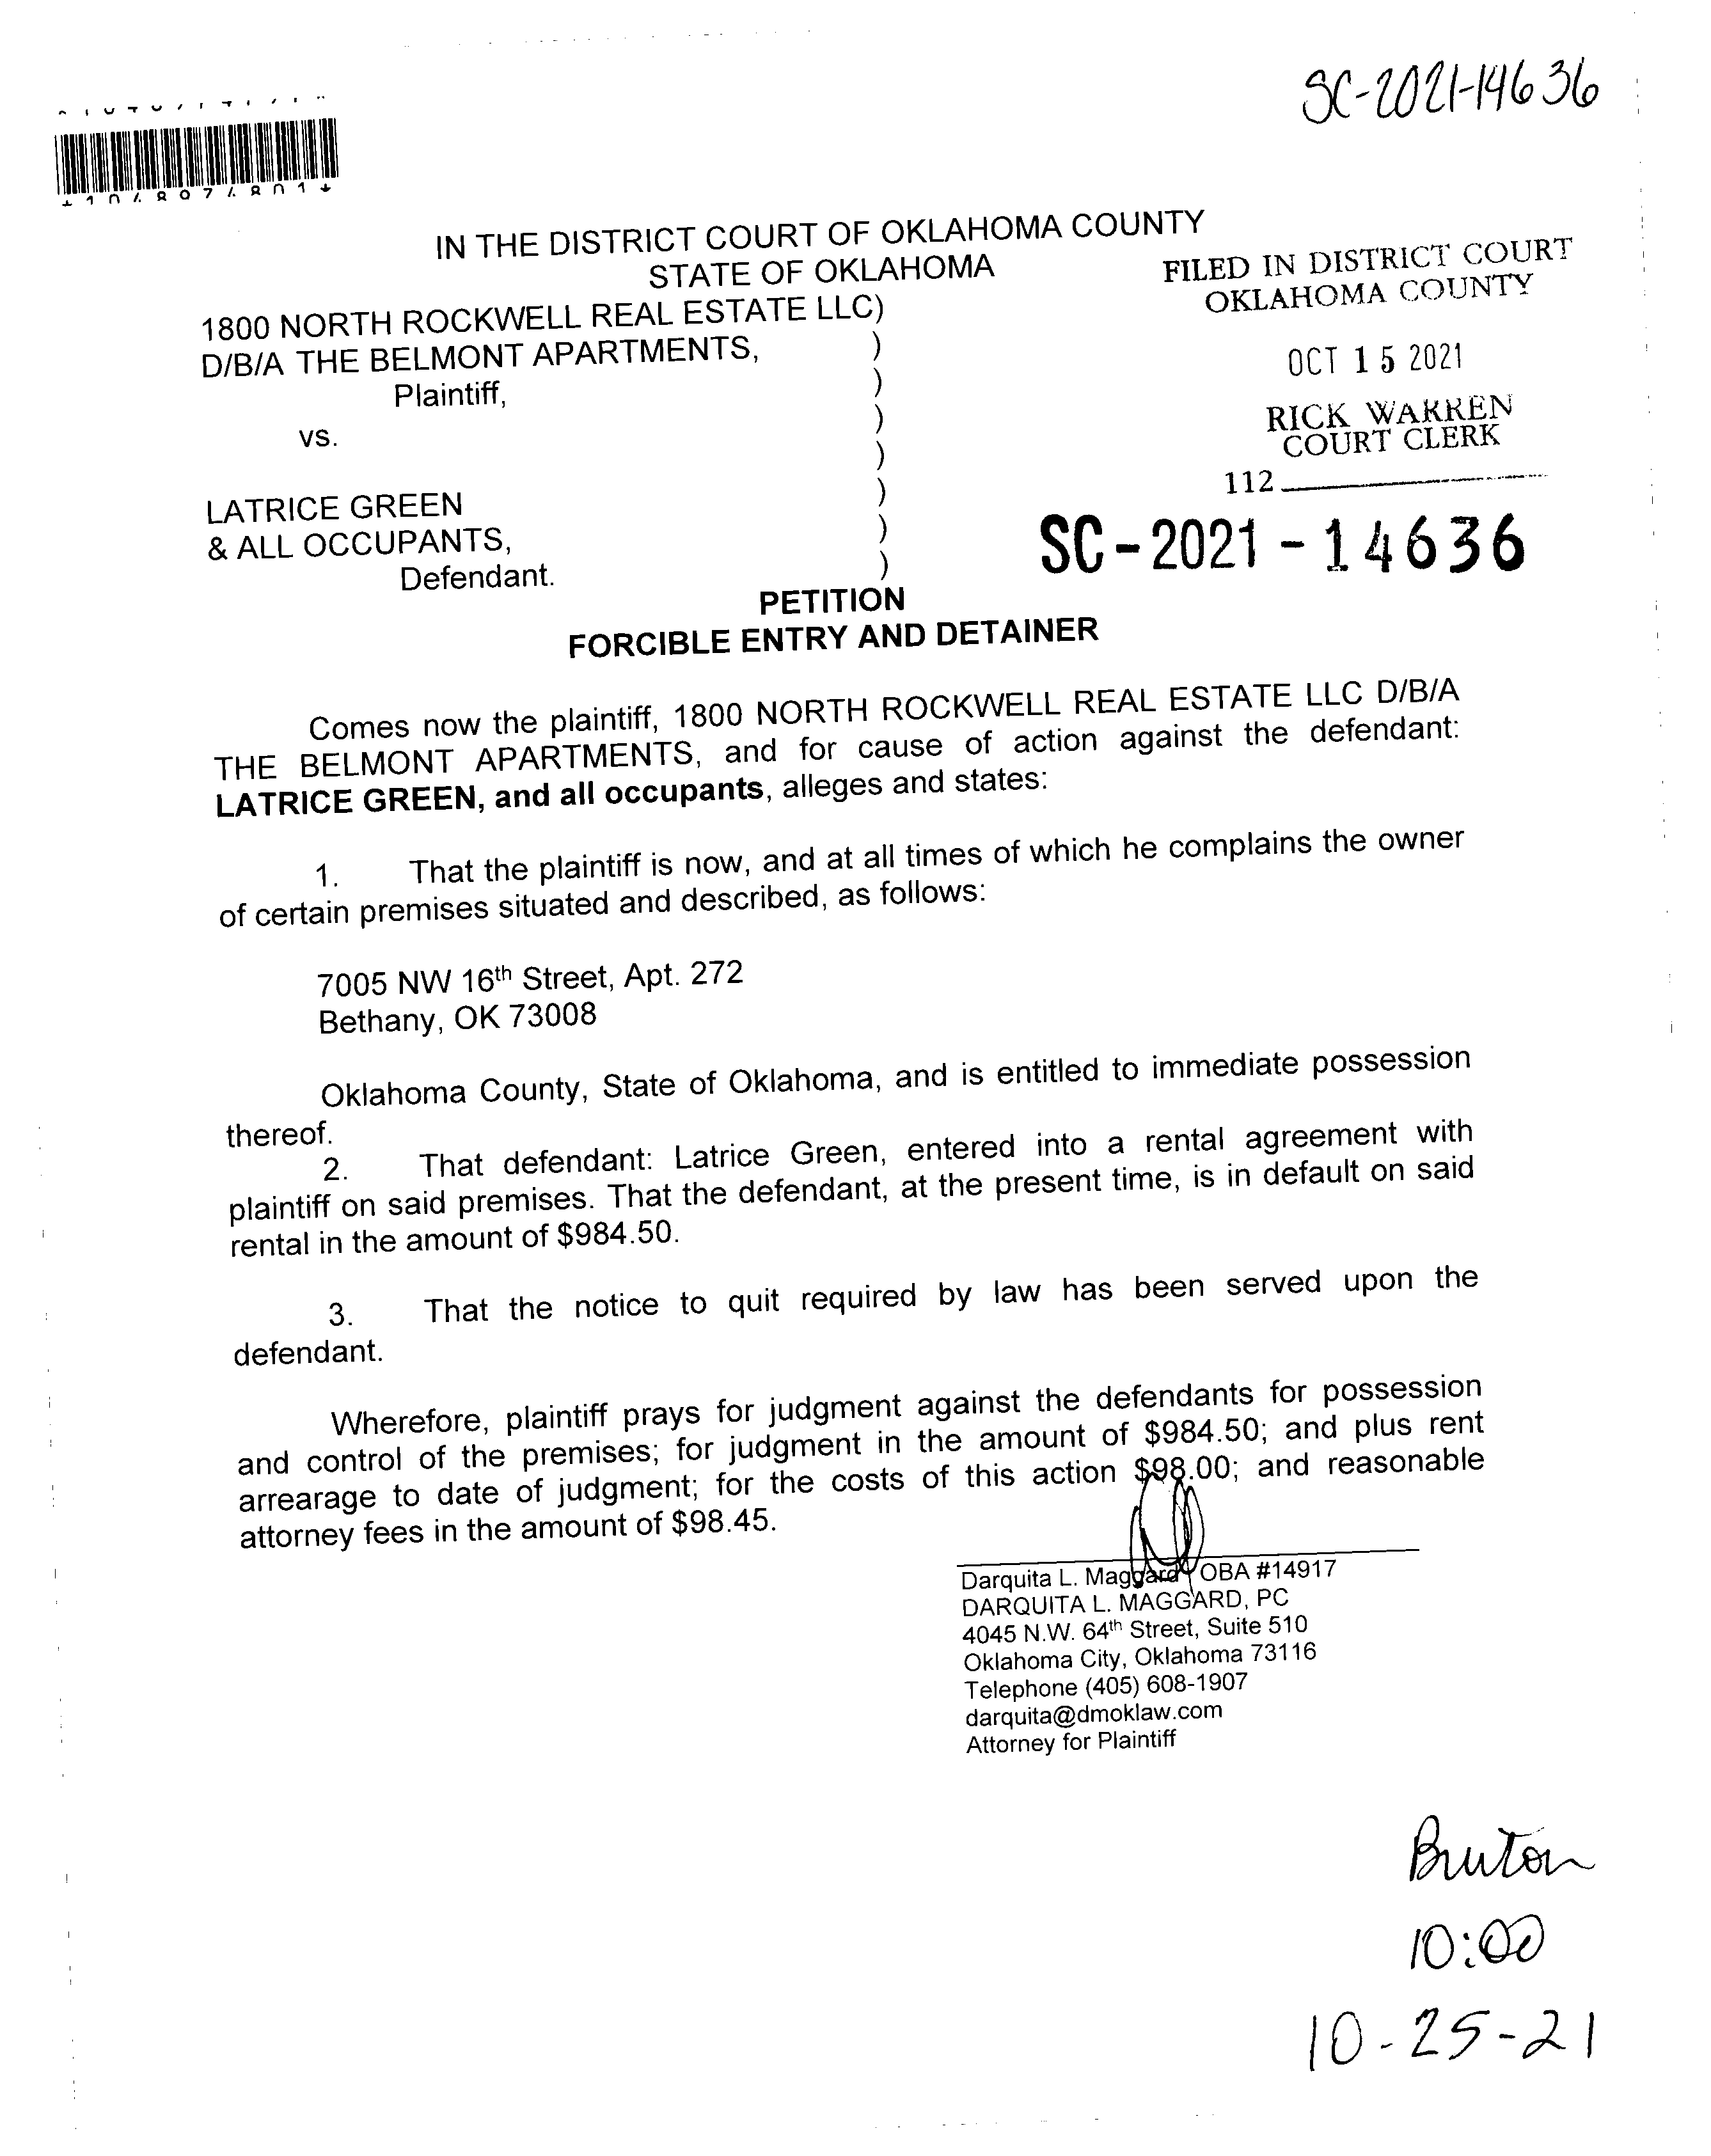 SC-2021-14636
IN THE DISTRICT COURT OF OKLAHOMA COUNTY
STATE OF OKLAHOMA
FILED IN DISTRICT COURT
OKLAHOMA COUNTY
OCT 15 2021
RICK WARREN
COURT CLERK
112
SC-2021-14636
1800 NORTH ROCKWELL REAL ESTATE LLC)
D/B/A THE BELMONT APARTMENTS, )
Plaintiff, )
)
vs. )
)
LATRICE GREEN )
& ALL OCCUPANTS, )
Defendant.
PETITION
FORCIBLE ENTRY AND DETAINER
Comes now the plaintiff, 1800 NORTH ROCKWELL REAL ESTATE LLC D/B/A
THE BELMONT APARTMENTS, and for cause of action against the defendant:
LATRICE GREEN, and all occupants, alleges and states:
1. That the plaintiff is now, and at all times of which he complains the owner
of certain premises situated and described, as follows:
7005 NW 16th Street, Apt. 272
Bethany, OK 73008
Oklahoma County, State of Oklahoma, and is entitled to immediate possession
thereof.
2. That defendant: Latrice Green, entered into a rental agreement with
plaintiff on said premises. That the defendant, at the present time, is in default on said
rental in the amount of $984.50.
3. That the notice to quit required by law has been served upon the
defendant.
Wherefore, plaintiff prays for judgment against the defendants for possession
and control of the premises; for judgment in the amount of $984.50; and plus rent
arrearage to date of judgment; for the costs of this action $98.00; and reasonable
attorney fees in the amount of $98.45.
Darquita L. Maggard OBA #14917
DARQUITA L. MAGGARD, PC
4045 N.W. 64th Street, Suite 510
Oklahoma City, Oklahoma 73116
Telephone (405) 608-1907
darquita@dmoklaw.com
Attorney for Plaintiff
Bruton
10:00
10-25-21